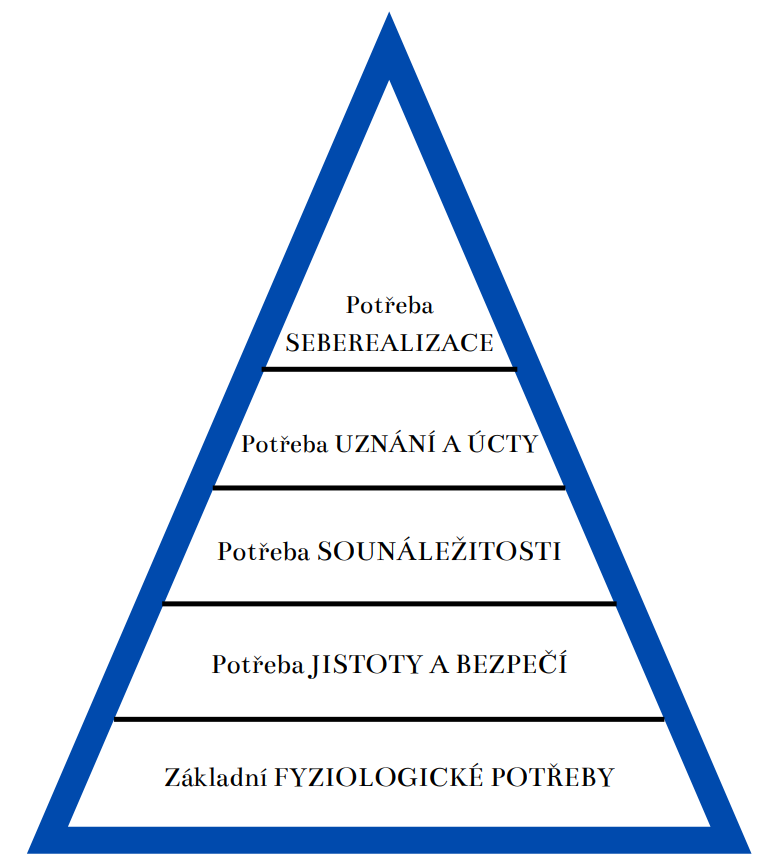 Potřeba
SEBEREALIZACE
Potřeba UZNÁNÍ A ÚCTY
Potřeba SOUNÁLEŽITOSTI
Potřeba JISTOTY A BEZPEČÍ
Základní FYZIOLOGICKÉ POTŘEBY